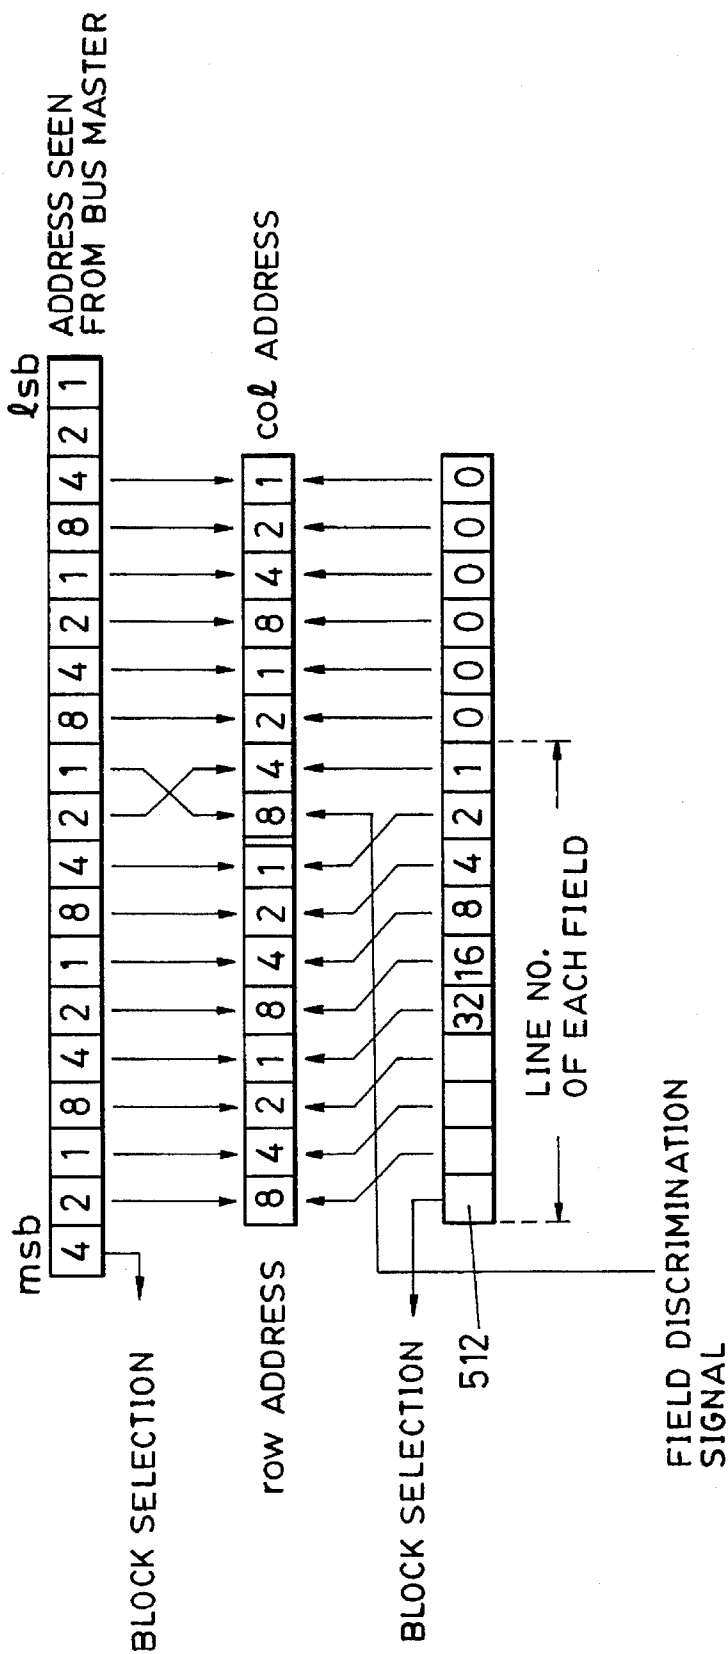 msb
lsb
4 2 1 8 4 2 1 8 4 2 1 8 4 2 1 8 4 2 1
ADDRESS SEEN
FROM BUS MASTER
BLOCK SELECTION
row ADDRESS
8 4 2 1 8 4 2 1 8 4 2 1 8 4 2 1
col ADDRESS
BLOCK SELECTION
32 16 8 4 2 1 0 0 0 0 0 0
512
LINE NO.
OF EACH FIELD
FIELD DISCRIMINATION
SIGNAL